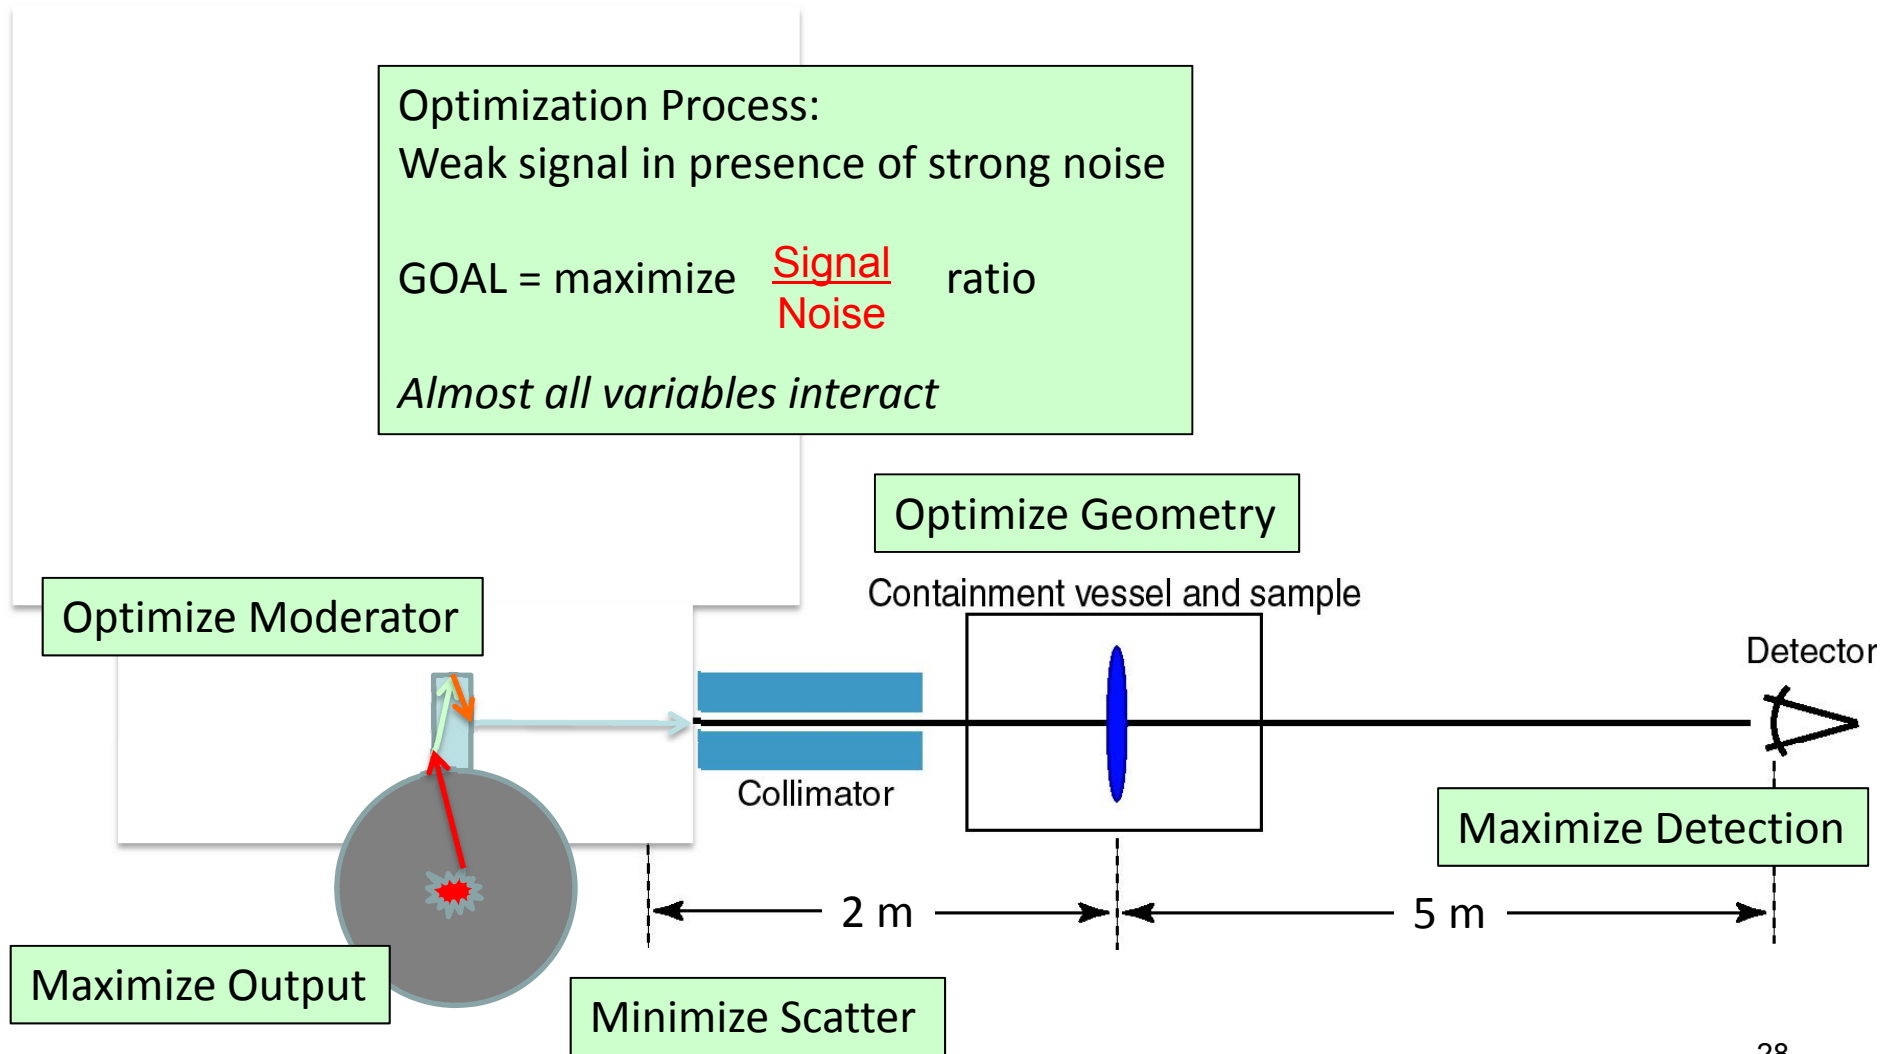 Optimization Process:
Weak signal in presence of strong noise
GOAL = maximize Signal ratio
Noise
Almost all variables interact
Optimize Geometry
Containment vessel and sample
Optimize Moderator
Detector
Collimator
Maximize Detection
2 m
5 m
Maximize Output
Minimize Scatter
28